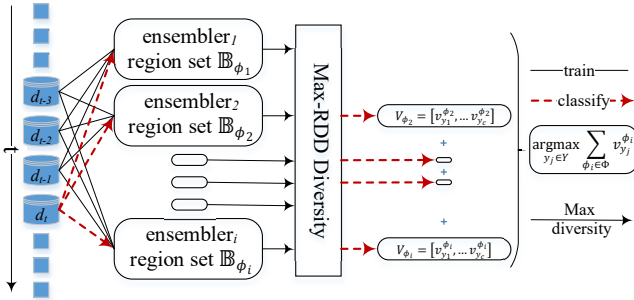 t
d_{t-3}
d_{t-2}
d_{t-1}
d_t
ensembler_1
region set 𝔹_{ϕ_1}
ensembler_2
region set 𝔹_{ϕ_2}
ensembler_i
region set 𝔹_{ϕ_i}
Max-RDD Diversity
V_{ϕ_2} = [v_{y_1}^{ϕ_2}, … v_{y_c}^{ϕ_2}]
+
+
+
V_{ϕ_i} = [v_{y_1}^{ϕ_i}, … v_{y_c}^{ϕ_i}]
train
classify
argmax_{y_j∈Y} ∑_{ϕ_i∈Φ} v_{y_j}^{ϕ_i}
Max
diversity